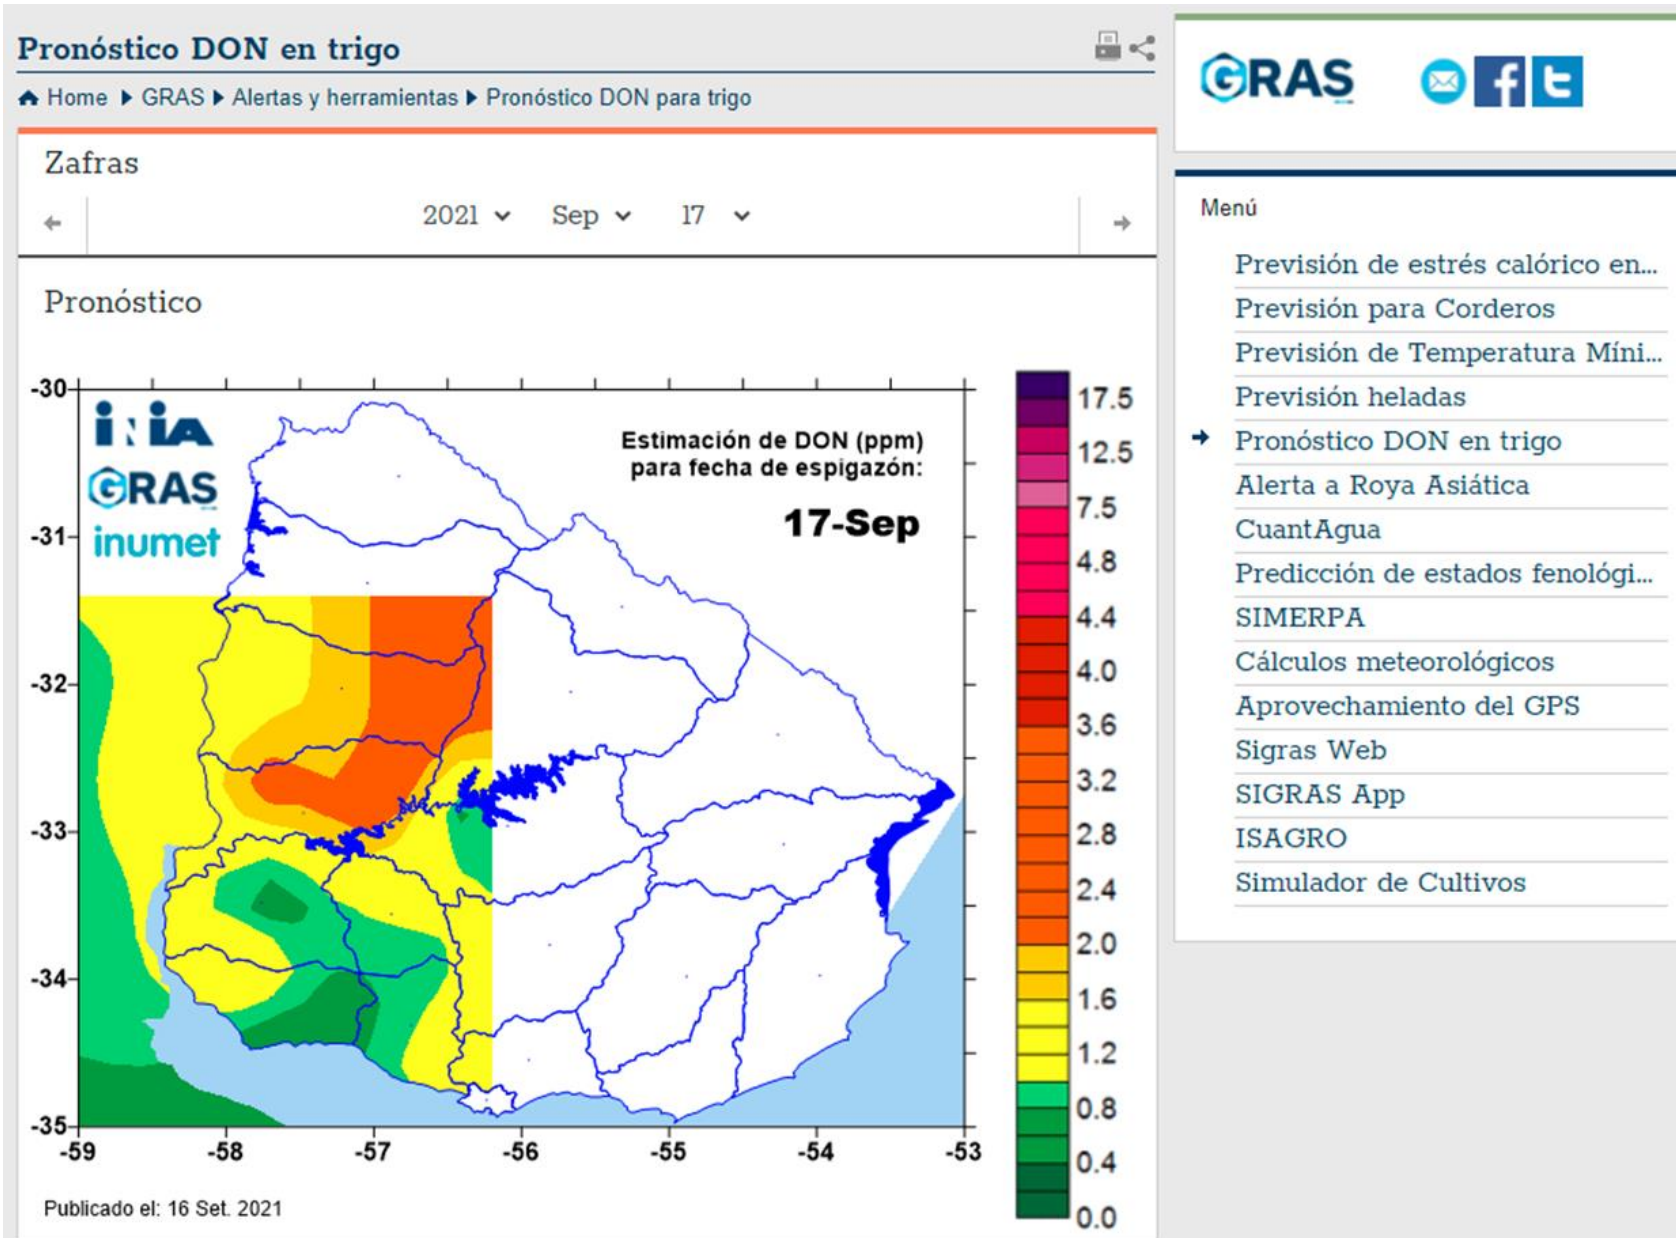 Pronóstico DON en trigo
Home GRAS Alertas y herramientas Pronóstico DON para trigo
Zafras
2021 Sep 17
Pronóstico
Estimación de DON (ppm)
para fecha de espigazón:
17-Sep
iNiA
GRAS
inumet
-30
-31
-32
-33
-34
-35
-59 -58 -57 -56 -55 -54 -53
17.5
12.5
7.5
4.8
4.4
4.0
3.6
3.2
2.8
2.4
2.0
1.6
1.2
0.8
0.4
0.0
Publicado el: 16 Set. 2021
GRAS
f t
Menú
Previsión de estrés calórico en...
Previsión para Corderos
Previsión de Temperatura Míni...
Previsión heladas
Pronóstico DON en trigo
Alerta a Roya Asiática
CuantAgua
Predicción de estados fenológi...
SIMERPA
Cálculos meteorológicos
Aprovechamiento del GPS
Sigras Web
SIGRAS App
ISAGRO
Simulador de Cultivos